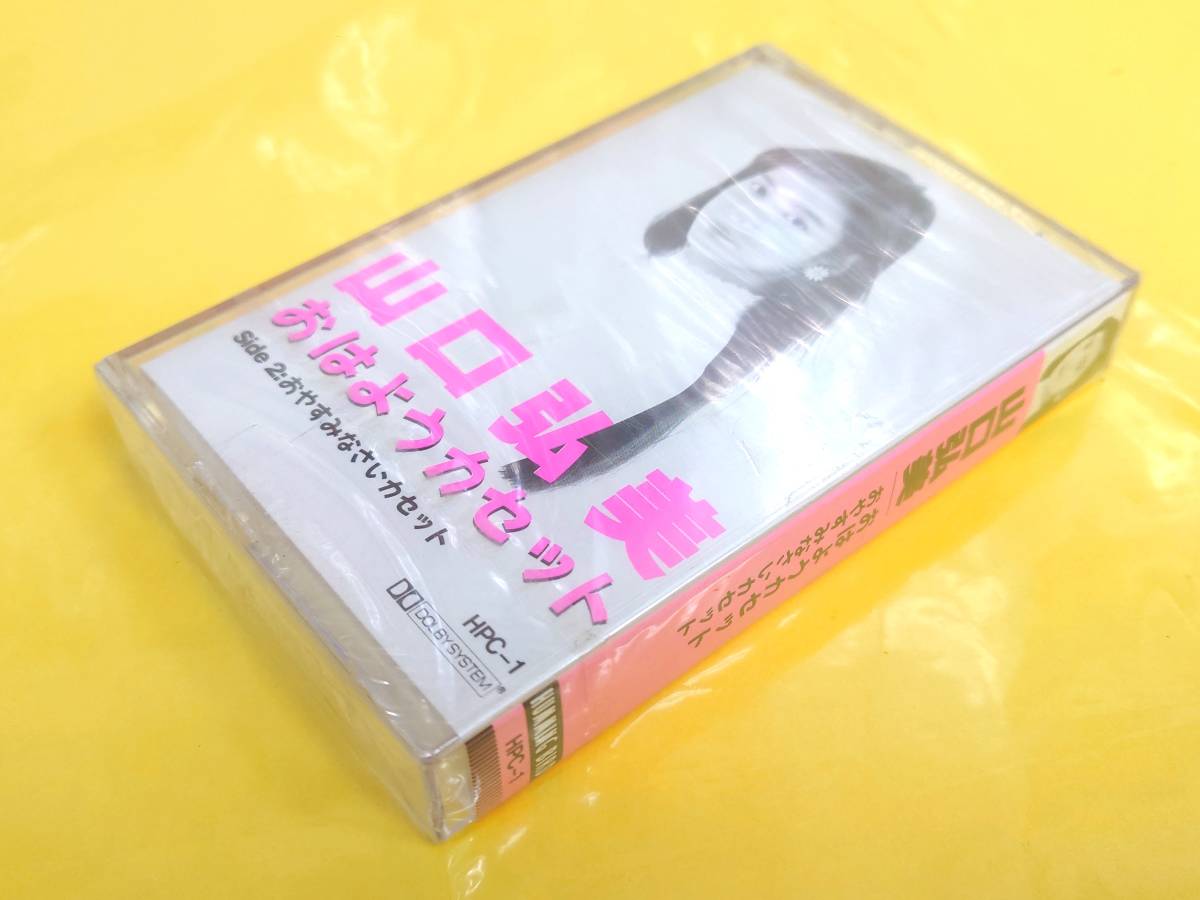 山口弘美
おはようカセット
Side 2:おやすみなさいカセット
HPC-1
DOLBY SYSTEM®
山口弘美
おはようカセット
おやすみなさいカセット
HPC-1